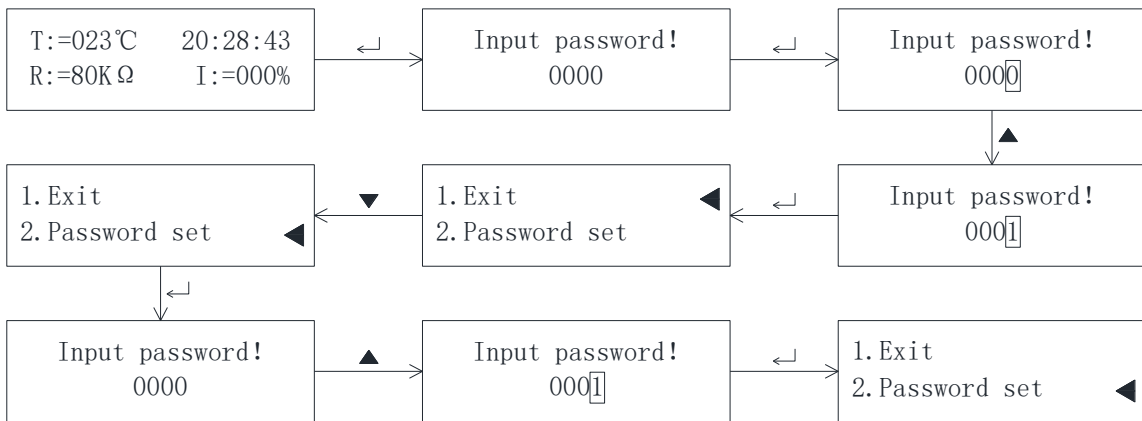 T:=023℃ 20:28:43
R:=80KΩ I:=000%
Input password!
0000
Input password!
0000
Input password!
0001
1.Exit
2.Password set
1.Exit
2.Password set
Input password!
0000
Input password!
0001
1.Exit
2.Password set